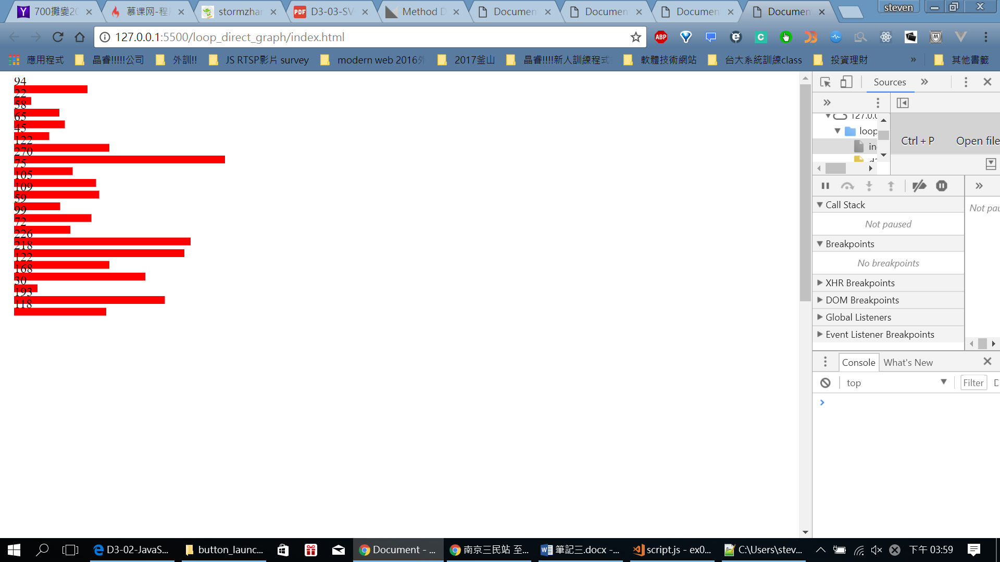 700攤變20
慕课网-程
stormzhan
D3-03-SV
Method D
Documen
Documen
Documen
Documen
steven
127.0.0.1:5500/loop_direct_graph/index.html
應用程式
晶睿!!!!!公司
外訓!!
JS RTSP影片 survey
modern web 2016外
2017釜山
晶睿!!!!新人訓練程式
軟體技術網站
台大系統訓練class
投資理財
»
其他書籤
94
22
58
65
45
122
270
75
105
109
59
99
72
226
218
122
168
30
193
118
Sources
127.0.0
loop
in
Ctrl + P
Open file
Call Stack
Not paused
Breakpoints
No breakpoints
XHR Breakpoints
DOM Breakpoints
Global Listeners
Event Listener Breakpoints
Not pau
Console
What's New
top
Filter
D3-02-JavaS...
button_launc...
Document - ...
南京三民站 至...
筆記三.docx -...
script.js - ex0...
C:\Users\stev...
下午 03:59